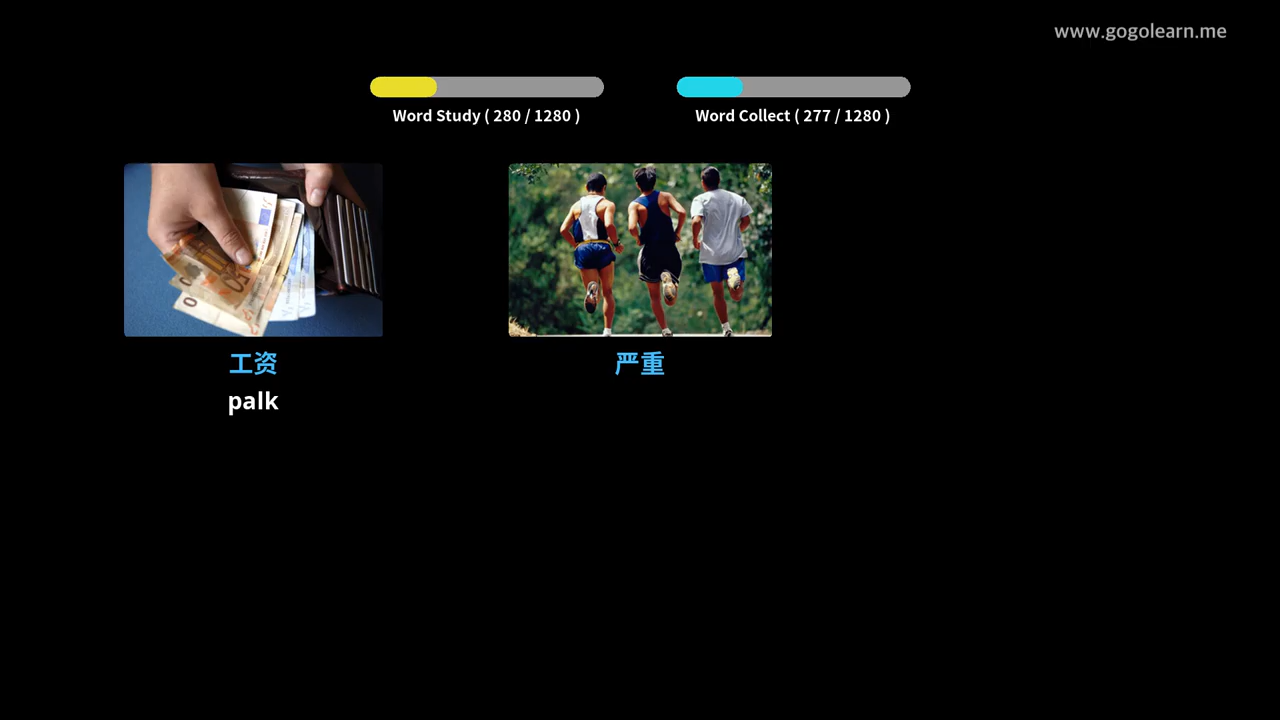 www.gogolearn.me
Word Study ( 280 / 1280 )
Word Collect ( 277 / 1280 )
工资
palk
严重